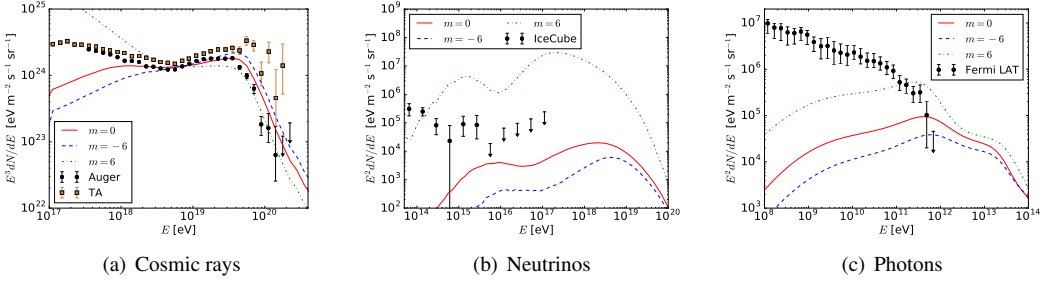 10^25
10^24
10^23
10^22
E^3 dN/dE [eV^2 m^−2 s^−1 sr^−1]
m = 0
m = −6
m = 6
Auger
TA
10^17 10^18 10^19 10^20
E [eV]
(a) Cosmic rays
10^9
10^8
10^7
10^6
10^5
10^4
10^3
10^2
E^2 dN/dE [eV m^−2 s^−1 sr^−1]
m = 0
m = −6
m = 6
IceCube
10^14 10^15 10^16 10^17 10^18 10^19 10^20
E [eV]
(b) Neutrinos
10^7
10^6
10^5
10^4
10^3
E^2 dN/dE [eV m^−2 s^−1 sr^−1]
m = 0
m = −6
m = 6
Fermi LAT
10^8 10^9 10^10 10^11 10^12 10^13 10^14
E [eV]
(c) Photons